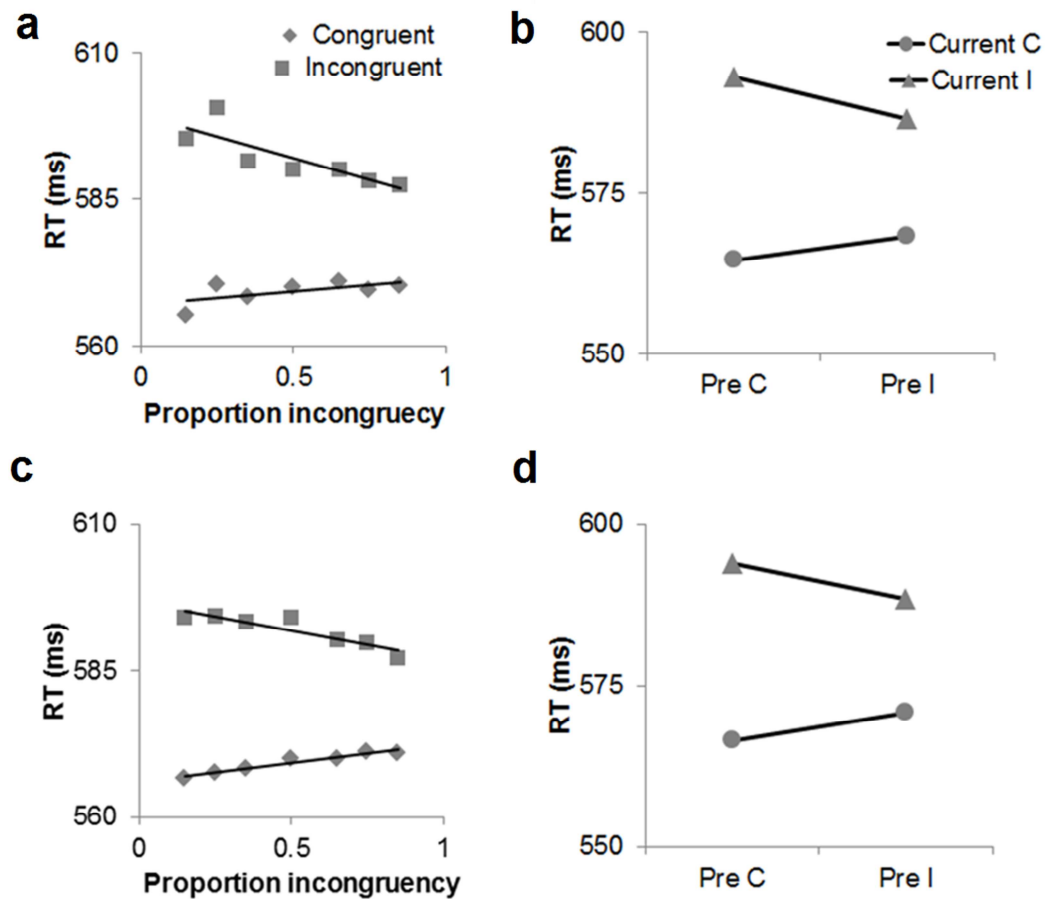 a
Congruent
Incongruent
610
585
560
RT (ms)
0
0.5
1
Proportion incongruecy
b
Current C
Current I
600
575
550
RT (ms)
Pre C
Pre I
c
610
585
560
RT (ms)
0
0.5
1
Proportion incongruency
d
600
575
550
RT (ms)
Pre C
Pre I